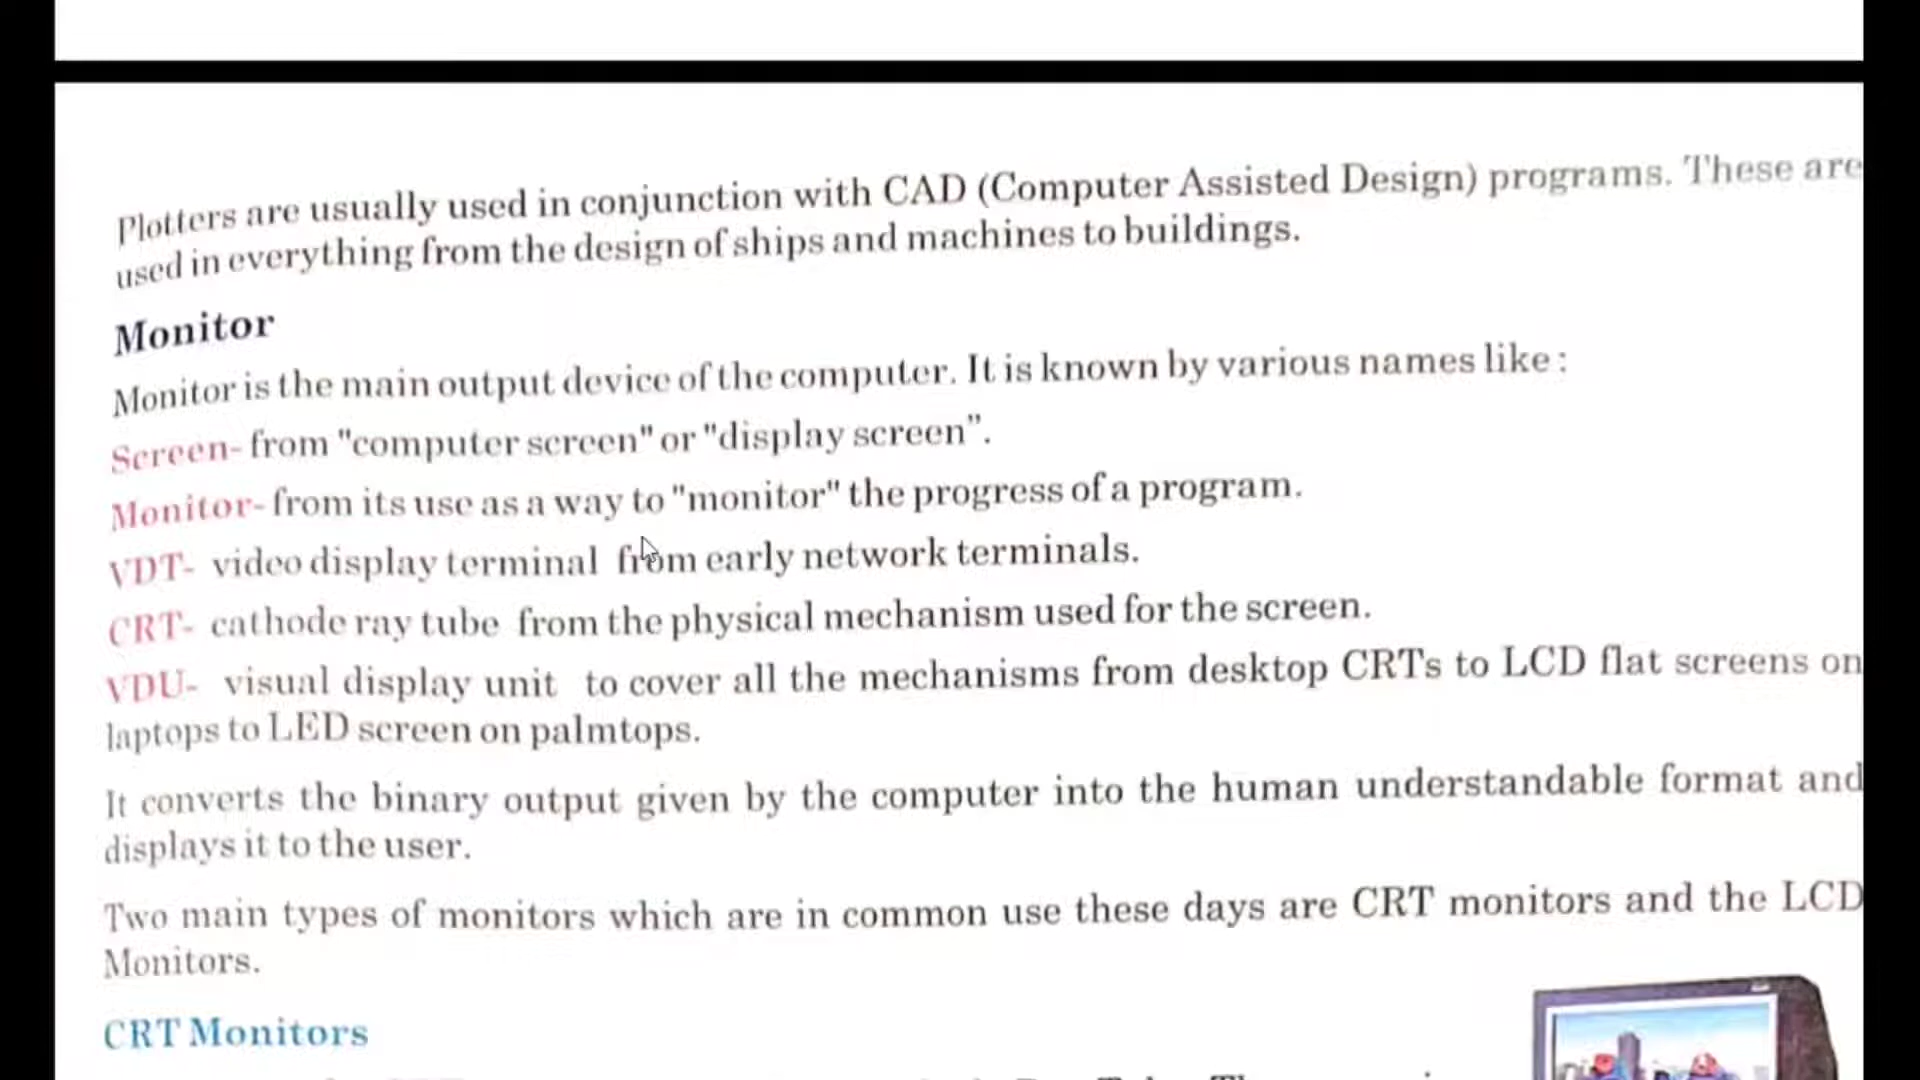 Plotters are usually used in conjunction with CAD (Computer Assisted Design) programs. These are
used in everything from the design of ships and machines to buildings.
Monitor
Monitor is the main output device of the computer. It is known by various names like :
Screen- from "computer screen" or "display screen”.
Monitor- from its use as a way to "monitor" the progress of a program.
VDT- video display terminal from early network terminals.
CRT- cathode ray tube from the physical mechanism used for the screen.
VDU- visual display unit to cover all the mechanisms from desktop CRTs to LCD flat screens on
laptops to LED screen on palmtops.
It converts the binary output given by the computer into the human understandable format and
displays it to the user.
Two main types of monitors which are in common use these days are CRT monitors and the LCD
Monitors.
CRT Monitors